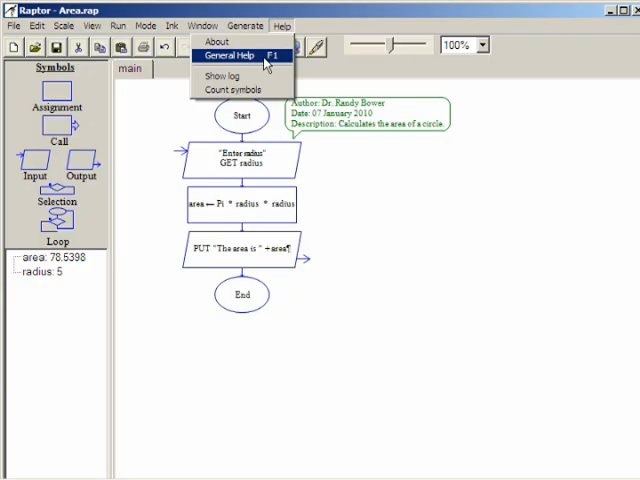 Raptor - Area.rap
File Edit Scale View Run Mode Ink Window Generate Help
100%
About
General Help F1
Show log
Count symbols
Symbols
Assignment
Call
Input Output
Selection
Loop
area: 78.5398
radius: 5
main
Start
Author: Dr. Randy Bower
Date: 07 January 2010
Description: Calculates the area of a circle.
"Enter radius"
GET radius
area ← Pi * radius * radius
PUT "The area is " + area¶
End